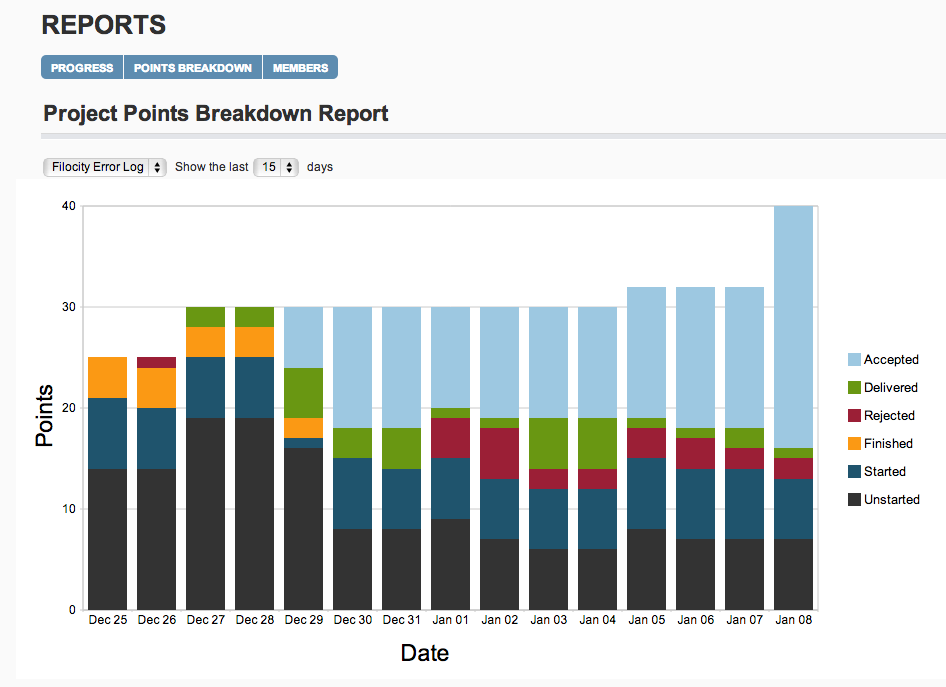 REPORTS
PROGRESS POINTS BREAKDOWN MEMBERS
Project Points Breakdown Report
Filocity Error Log Show the last 15 days
40
30
20
10
0
Points
Dec 25 Dec 26 Dec 27 Dec 28 Dec 29 Dec 30 Dec 31 Jan 01 Jan 02 Jan 03 Jan 04 Jan 05 Jan 06 Jan 07 Jan 08
Date
Accepted
Delivered
Rejected
Finished
Started
Unstarted